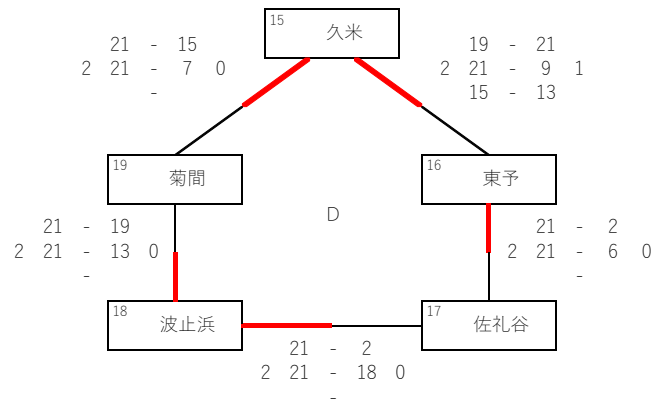 15 久米
21 - 15
2 21 - 7 0
-
19 - 21
2 21 - 9 1
15 - 13
19 菊間
16 東予
D
21 - 19
2 21 - 13 0
-
21 - 2
2 21 - 6 0
-
18 波止浜
17 佐礼谷
21 - 2
2 21 - 18 0
-